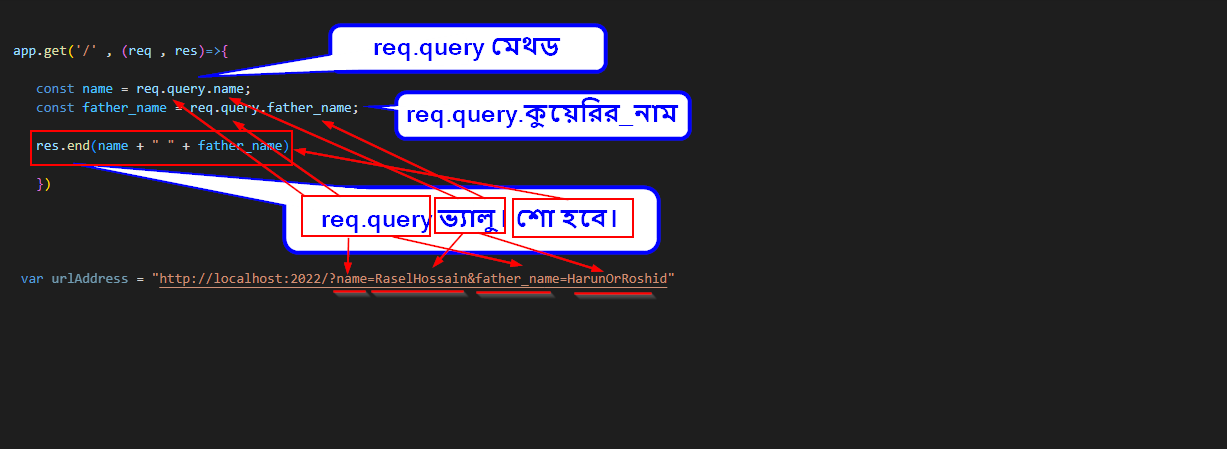 req.query মেথড
app.get('/' , (req , res)=>{
const name = req.query.name;
const father_name = req.query.father_name;
req.query.কুয়েরির_নাম
res.end(name + " " + father_name)
})
req.query ভ্যালু। শো হবে।
var urlAddress = "http://localhost:2022/?name=RaselHossain&father_name=HarunOrRoshid"